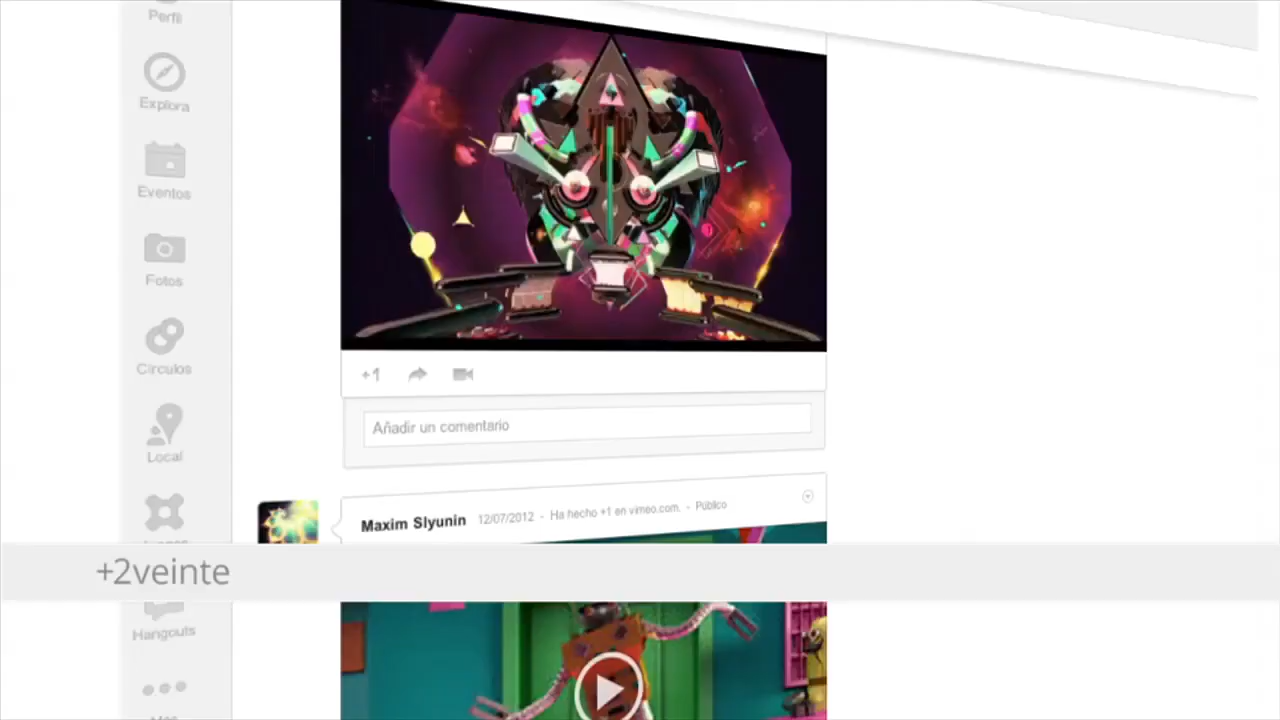 Perfil
Explora
Eventos
Fotos
Círculos
Local
+1
Añadir un comentario
Maxim Slyunin 12/07/2012 - Ha hecho +1 en vimeo.com. - Público
+2veinte
Hangouts